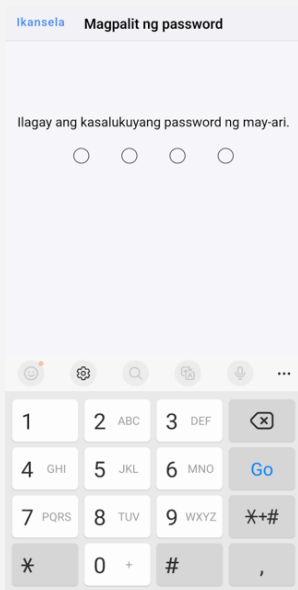 Ikansela Magpalit ng password
Ilagay ang kasalukuyang password ng may-ari.
1 2 ABC 3 DEF
4 GHI 5 JKL 6 MNO Go
7 PQRS 8 TUV 9 WXYZ *+#
* 0 + # ,